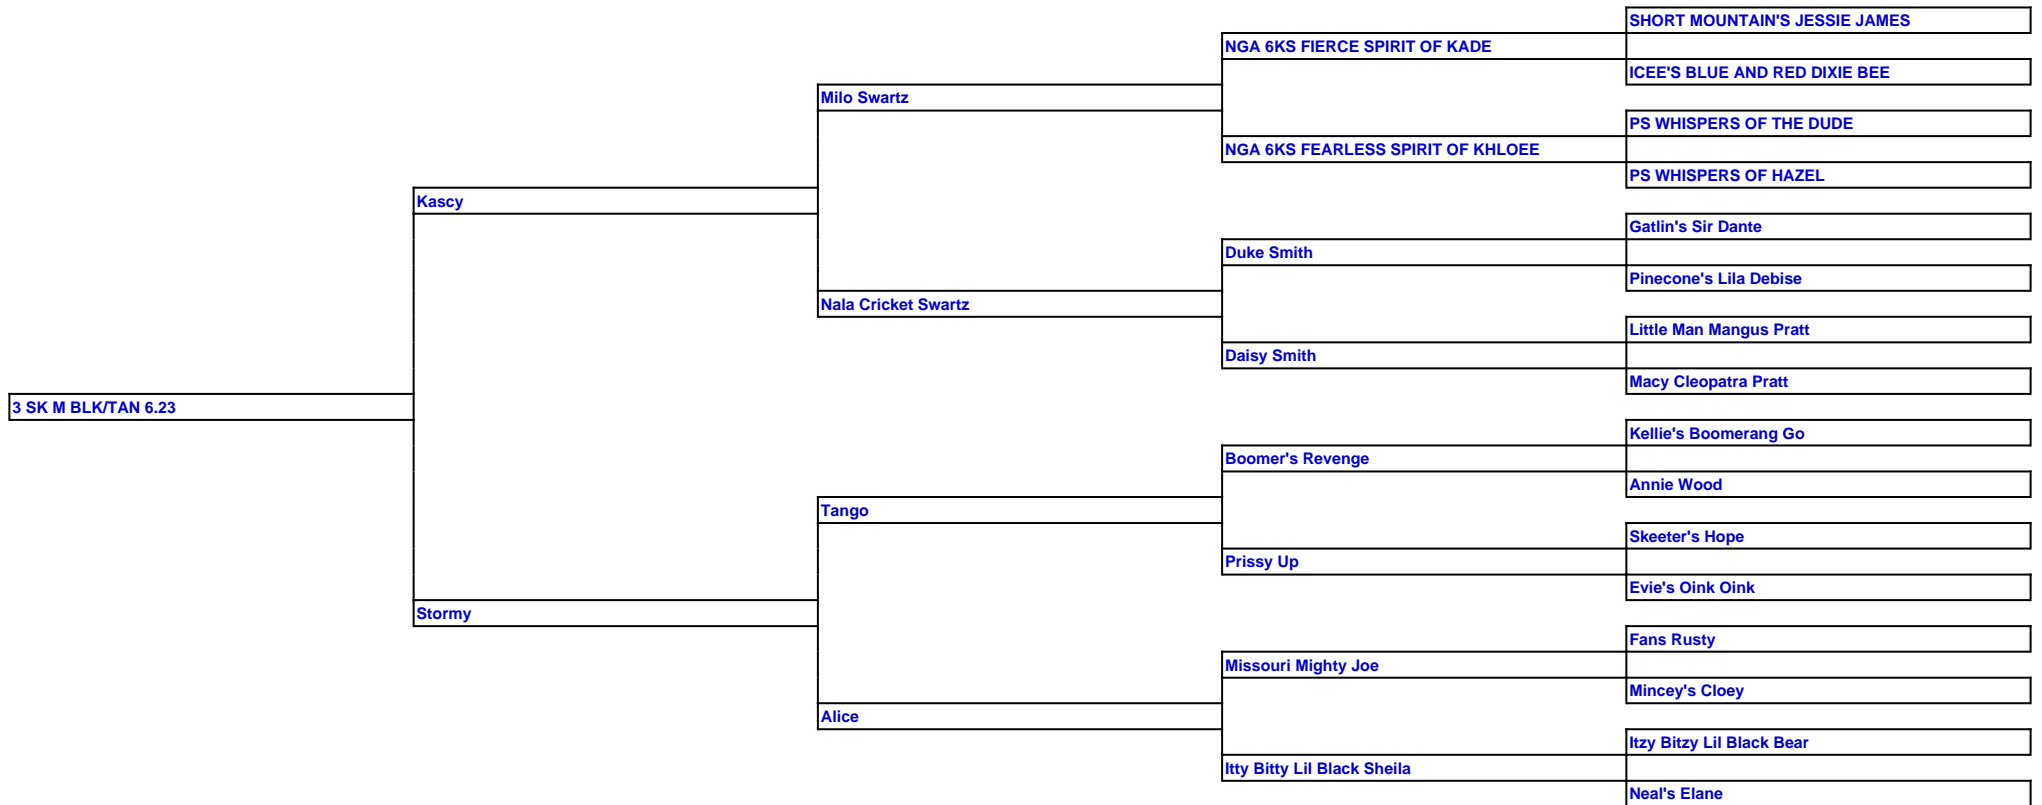 SHORT MOUNTAIN'S JESSIE JAMES
NGA 6KS FIERCE SPIRIT OF KADE
ICEE'S BLUE AND RED DIXIE BEE
Milo Swartz
PS WHISPERS OF THE DUDE
NGA 6KS FEARLESS SPIRIT OF KHLOEE
PS WHISPERS OF HAZEL
Kascy
Gatlin's Sir Dante
Duke Smith
Pinecone's Lila Debise
Nala Cricket Swartz
Little Man Mangus Pratt
Daisy Smith
Macy Cleopatra Pratt
3 SK M BLK/TAN 6.23
Kellie's Boomerang Go
Boomer's Revenge
Annie Wood
Tango
Skeeter's Hope
Prissy Up
Evie's Oink Oink
Stormy
Fans Rusty
Missouri Mighty Joe
Mincey's Cloey
Alice
Itzy Bitzy Lil Black Bear
Itty Bitty Lil Black Sheila
Neal's Elane